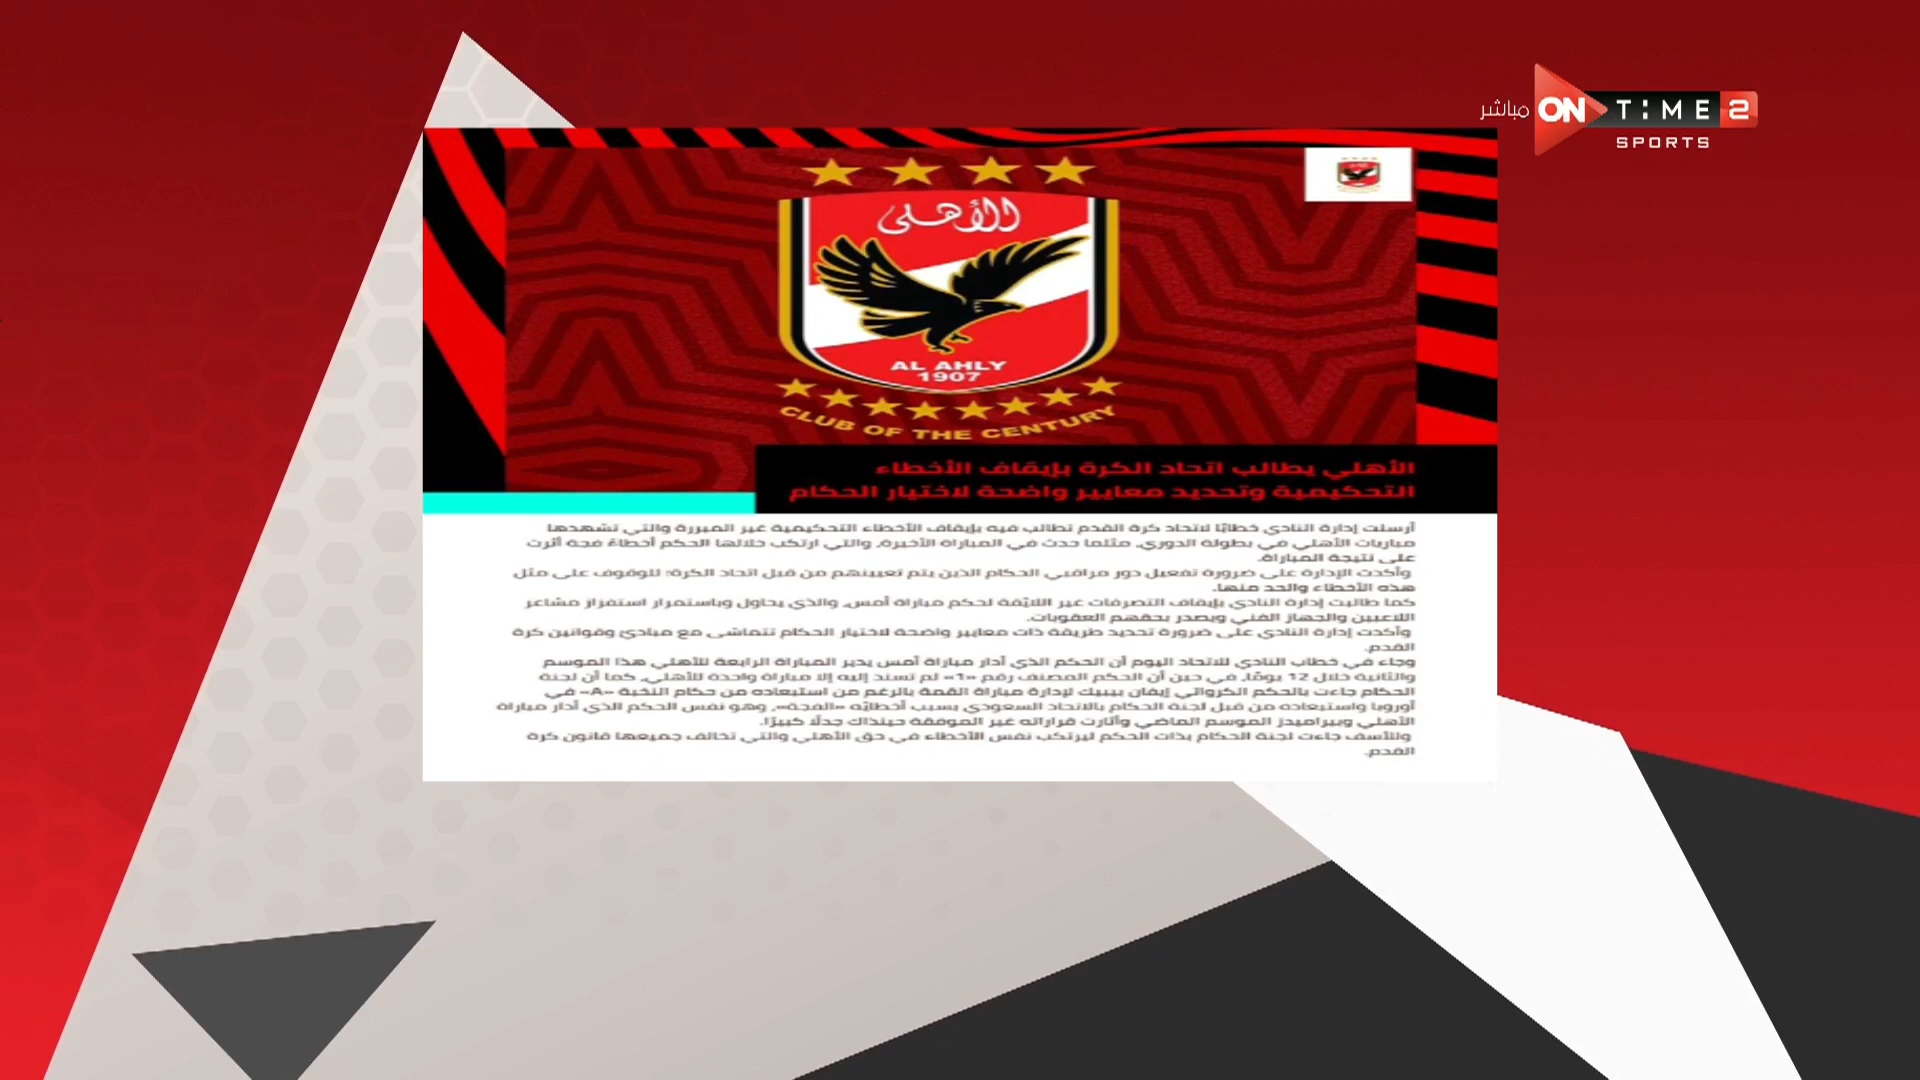 مباشر ON TIME 2
SPORTS
الأهلي
AL AHLY
1907
CLUB OF THE CENTURY
الأهلي يطالب اتحاد الكرة بإيقاف الأخطاء
التحكيمية وتحديد معايير واضحة لاختيار الحكام
أرسلت إدارة النادي خطابًا لاتحاد كرة القدم تطالب فيه بإيقاف الأخطاء التحكيمية غير المبررة والتي تشهدها
مباريات الأهلي في بطولة الدوري، مثلما حدث في المباراة الأخيرة، والتي ارتكب خلالها الحكم أخطاءً فجة أثرت
على نتيجة المباراة.
وأكدت الإدارة على ضرورة تفعيل دور مراقبي الحكام الذين يتم تعيينهم من قبل اتحاد الكرة؛ للوقوف على مثل
هذه الأخطاء والحد منها.
كما طالبت إدارة النادي بإيقاف التصرفات غير اللائقة لحكم مباراة أمس، والذي يحاول وباستمرار استفزاز مشاعر
اللاعبين والجهاز الفني ويصدر بحقهم العقوبات.
وأكدت إدارة النادي على ضرورة تحديد طريقة ذات معايير واضحة لاختيار الحكام تتماشى مع مبادئ وقوانين كرة
القدم.
وجاء في خطاب النادي للاتحاد اليوم أن الحكم الذي أدار مباراة أمس يدير المباراة الرابعة للأهلي هذا الموسم
والثانية خلال 12 يومًا، في حين أن الحكم المصنف رقم «1» لم تسند إليه إلا مباراة واحدة للأهلي، كما أن لجنة
الحكام جاءت بالحكم الكرواتي إيفان بيبيك لإدارة مباراة القمة بالرغم من استبعاده من حكام النخبة «A» في
أوروبا واستبعاده من قبل لجنة الحكام بالاتحاد السعودي بسبب أخطائه «الفجة»، وهو نفس الحكم الذي أدار مباراة
الأهلي وبيراميدز الموسم الماضي وأثارت قراراته غير الموفقة حينذاك جدلًا كبيرًا.
وللأسف جاءت لجنة الحكام بذات الحكم ليرتكب نفس الأخطاء في حق الأهلي والتي تخالف جميعها قانون كرة
القدم.